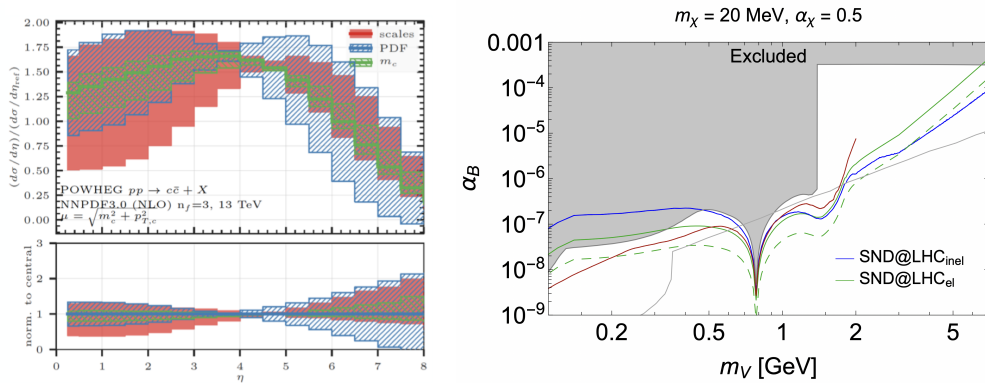 2.00
1.75
1.50
1.25
1.00
0.75
0.50
0.25
0.00
(dσ/dη)/(dσ/dη_ref)
scales
PDF
m_c
POWHEG pp → cc̄ + X
NNPDF3.0 (NLO) n_f=3, 13 TeV
μ = √m_c^2 + p_{T,c}^2
3
2
1
0
norm. to central
0 1 2 3 4 5 6 7 8
η
m_χ = 20 MeV, α_χ = 0.5
0.001
10^-4
10^-5
10^-6
10^-7
10^-8
10^-9
α_B
Excluded
SND@LHC_inel
SND@LHC_el
0.2 0.5 1 2 5
m_V [GeV]